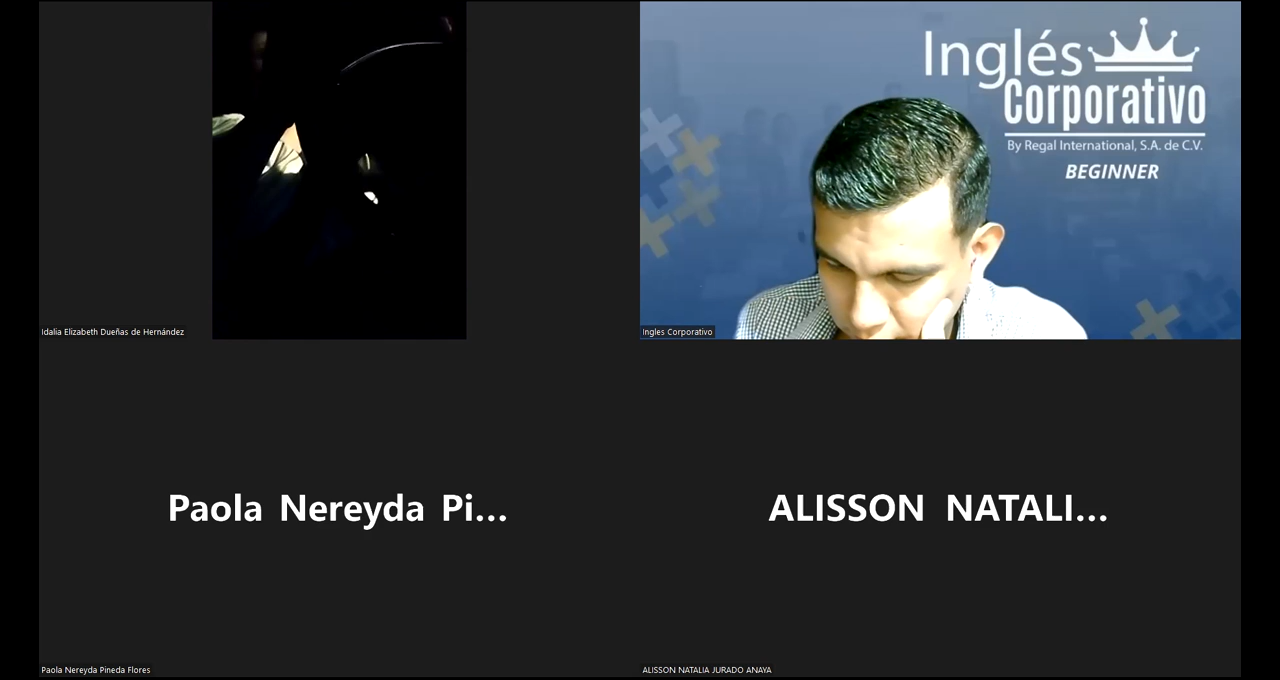 Inglés
Corporativo
By Regal International, S.A. de C.V.
BEGINNER
Idalia Elizabeth Dueñas de Hernández
Ingles Corporativo
Paola Nereyda Pi...
ALISSON NATALI...
Paola Nereyda Pineda Flores
ALISSON NATALIA JURADO ANAYA